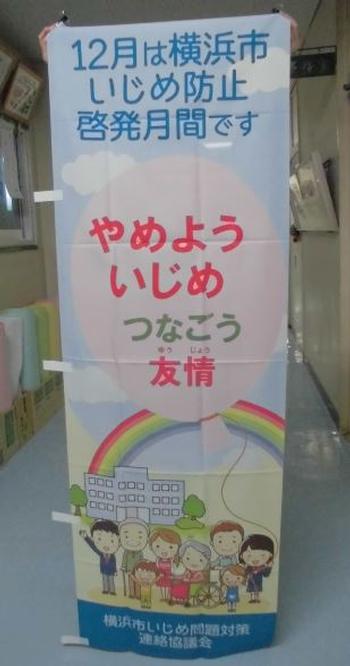 12月は横浜市
いじめ防止
啓発月間です
やめよう
いじめ
つなごう
ゆう じょう
友情
横浜市いじめ問題対策
連絡協議会